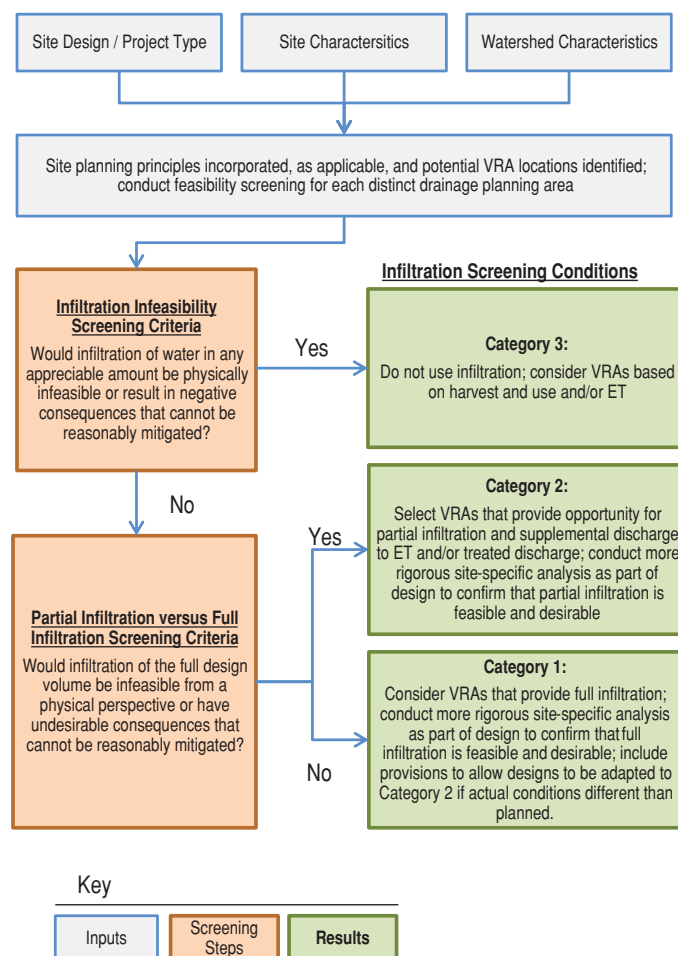 Site Design / Project Type
Site Charactersitics
Watershed Characteristics
Site planning principles incorporated, as applicable, and potential VRA locations identified;
conduct feasibility screening for each distinct drainage planning area
Infiltration Screening Conditions
Infiltration Infeasibility
Screening Criteria
Would infiltration of water in any
appreciable amount be physically
infeasible or result in negative
consequences that cannot be
reasonably mitigated?
Yes
Category 3:
Do not use infiltration; consider VRAs based
on harvest and use and/or ET
No
Category 2:
Select VRAs that provide opportunity for
partial infiltration and supplemental discharge
to ET and/or treated discharge; conduct more
rigorous site-specific analysis as part of
design to confirm that partial infiltration is
feasible and desirable
Yes
Partial Infiltration versus Full
Infiltration Screening Criteria
Would infiltration of the full design
volume be infeasible from a
physical perspective or have
undesirable consequences that
cannot be reasonably mitigated?
No
Category 1:
Consider VRAs that provide full infiltration;
conduct more rigorous site-specific analysis
as part of design to confirm that full
infiltration is feasible and desirable; include
provisions to allow designs to be adapted to
Category 2 if actual conditions different than
planned.
Key
Inputs
Screening
Steps
Results